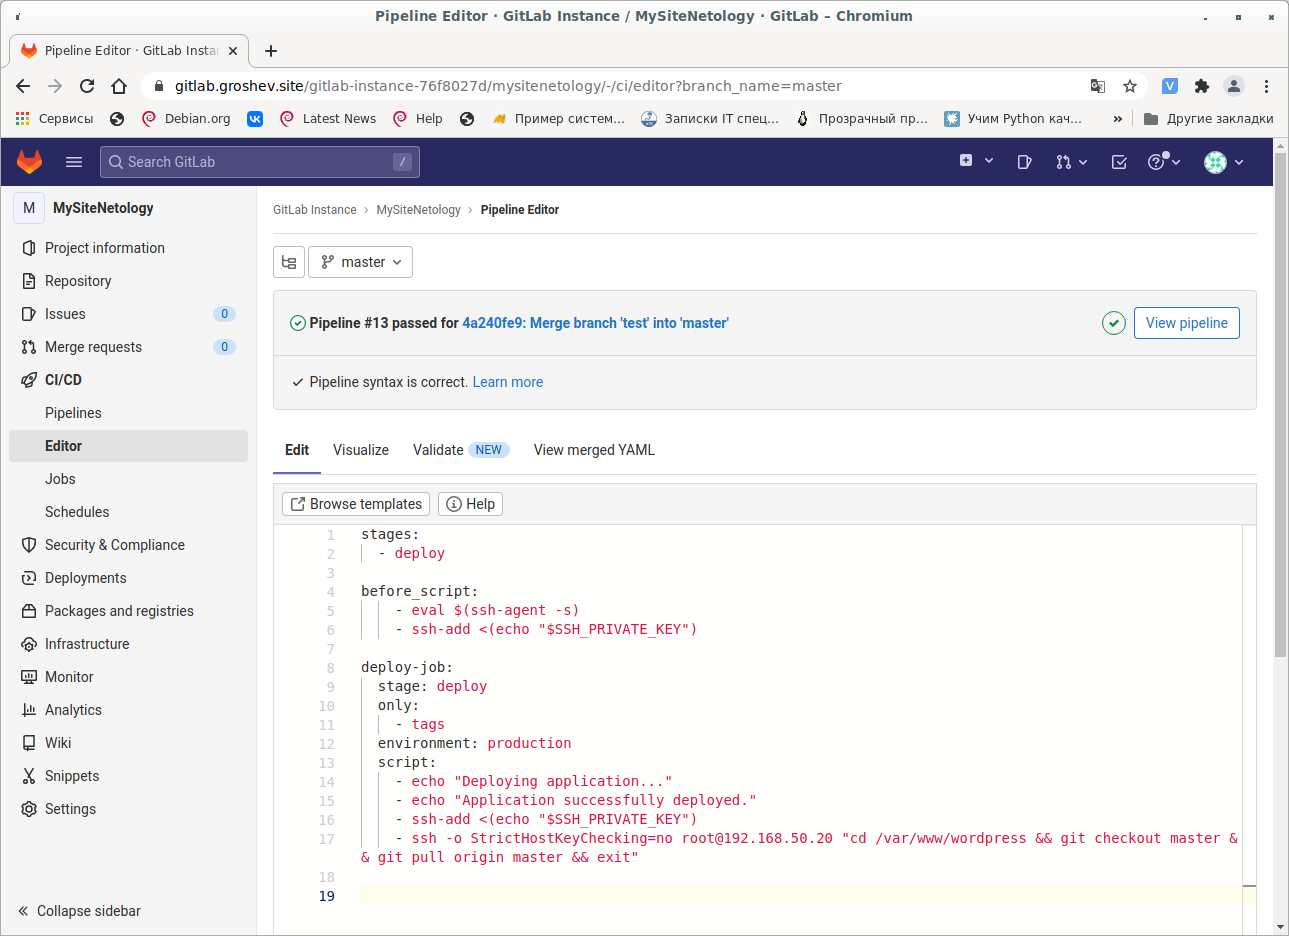 Pipeline Editor · GitLab Instance / MySiteNetology · GitLab – Chromium
Pipeline Editor · GitLab Instan
gitlab.groshev.site/gitlab-instance-76f8027d/mysitenetology/-/ci/editor?branch_name=master
Сервисы Debian.org Latest News Help Пример систем... Записки IT спец... Прозрачный пр... Учим Python кач... » Другие закладки
Search GitLab /
M MySiteNetology
Project information
Repository
Issues 0
Merge requests 0
CI/CD
Pipelines
Editor
Jobs
Schedules
Security & Compliance
Deployments
Packages and registries
Infrastructure
Monitor
Analytics
Wiki
Snippets
Settings
Collapse sidebar
GitLab Instance › MySiteNetology › Pipeline Editor
master
Pipeline #13 passed for 4a240fe9: Merge branch 'test' into 'master'
View pipeline
Pipeline syntax is correct. Learn more
Edit Visualize Validate NEW View merged YAML
Browse templates Help
1 stages:
2   - deploy
3
4 before_script:
5     - eval $(ssh-agent -s)
6     - ssh-add <(echo "$SSH_PRIVATE_KEY")
7
8 deploy-job:
9   stage: deploy
10   only:
11     - tags
12   environment: production
13   script:
14     - echo "Deploying application..."
15     - echo "Application successfully deployed."
16     - ssh-add <(echo "$SSH_PRIVATE_KEY")
17     - ssh -o StrictHostKeyChecking=no root@192.168.50.20 "cd /var/www/wordpress && git checkout master &
& git pull origin master && exit"
18
19